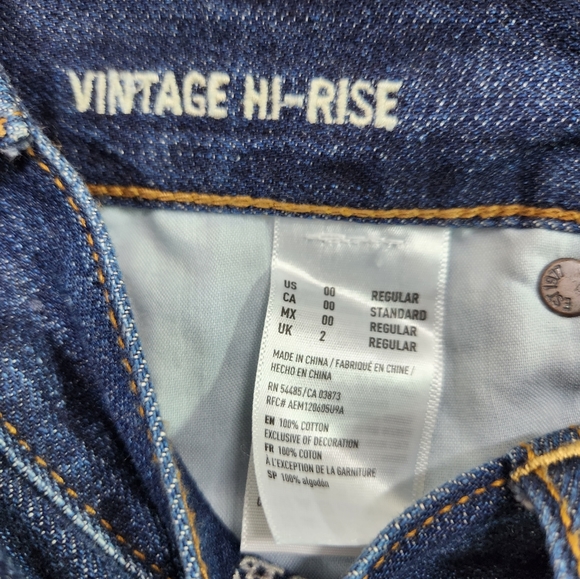 VINTAGE HI-RISE
US 00 REGULAR
CA 00 STANDARD
MX 00 REGULAR
UK 2 REGULAR
MADE IN CHINA / FABRIQUÉ EN CHINE /
HECHO EN CHINA
RN 54485/CA 03873
RFC# AEM120605U9A
EN 100% COTTON
EXCLUSIVE OF DECORATION
FR 100% COTON
À L'EXCEPTION DE LA GARNITURE
SP 100% algodón